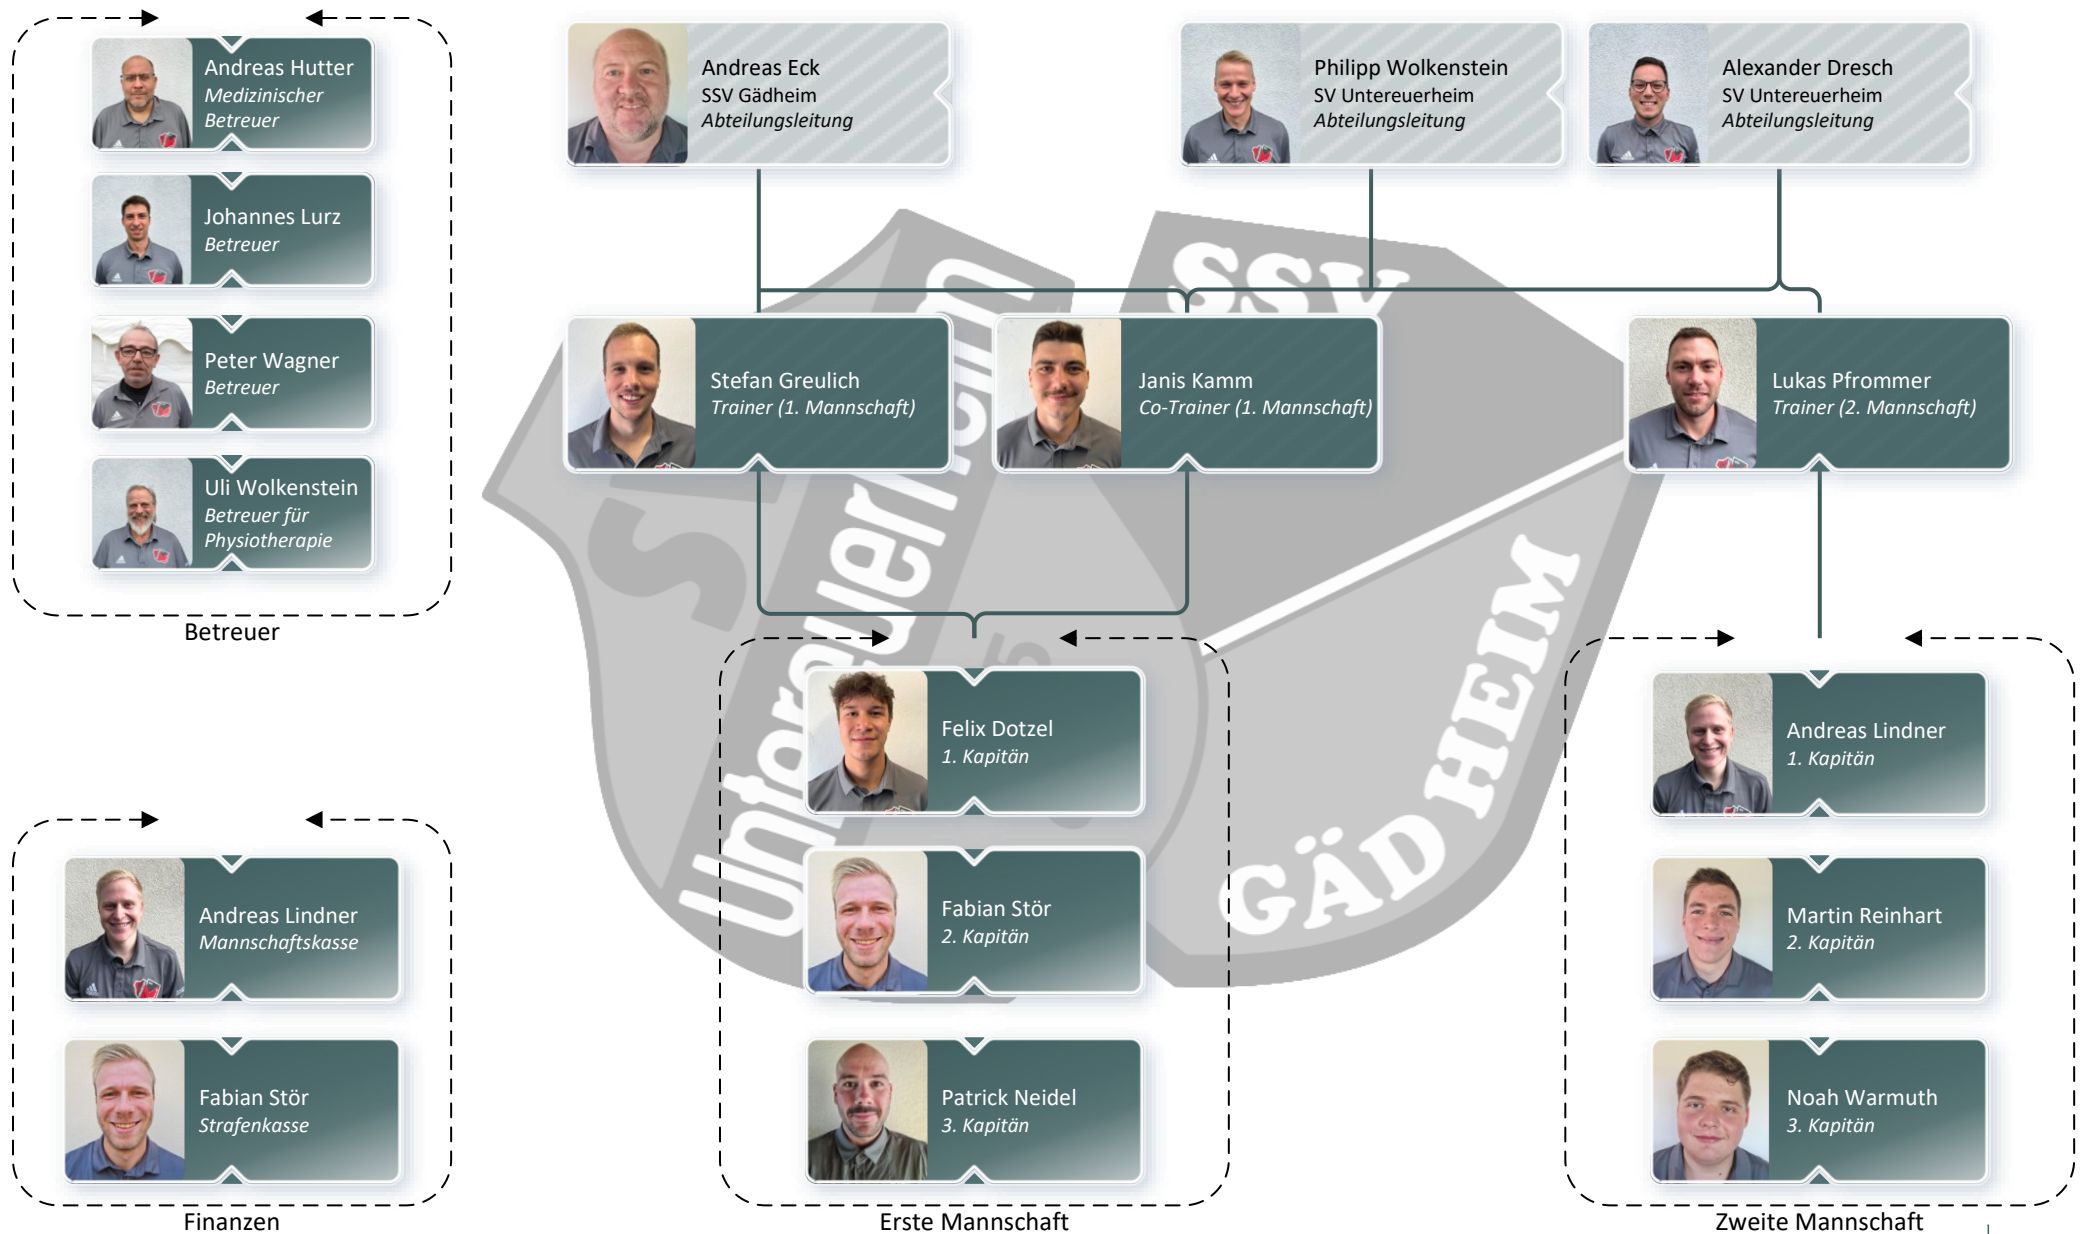 Andreas Hutter
Medizinischer
Betreuer
Johannes Lurz
Betreuer
Peter Wagner
Betreuer
Uli Wolkenstein
Betreuer für
Physiotherapie
Betreuer
Andreas Eck
SSV Gädheim
Abteilungsleitung
Philipp Wolkenstein
SV Untereuerheim
Abteilungsleitung
Alexander Dresch
SV Untereuerheim
Abteilungsleitung
Stefan Greulich
Trainer (1. Mannschaft)
Janis Kamm
Co-Trainer (1. Mannschaft)
Lukas Pfrommer
Trainer (2. Mannschaft)
SSV
GÄDHEIM
Andreas Lindner
Mannschaftskasse
Fabian Stör
Strafenkasse
Finanzen
Felix Dotzel
1. Kapitän
Fabian Stör
2. Kapitän
Patrick Neidel
3. Kapitän
Erste Mannschaft
Andreas Lindner
1. Kapitän
Martin Reinhart
2. Kapitän
Noah Warmuth
3. Kapitän
Zweite Mannschaft